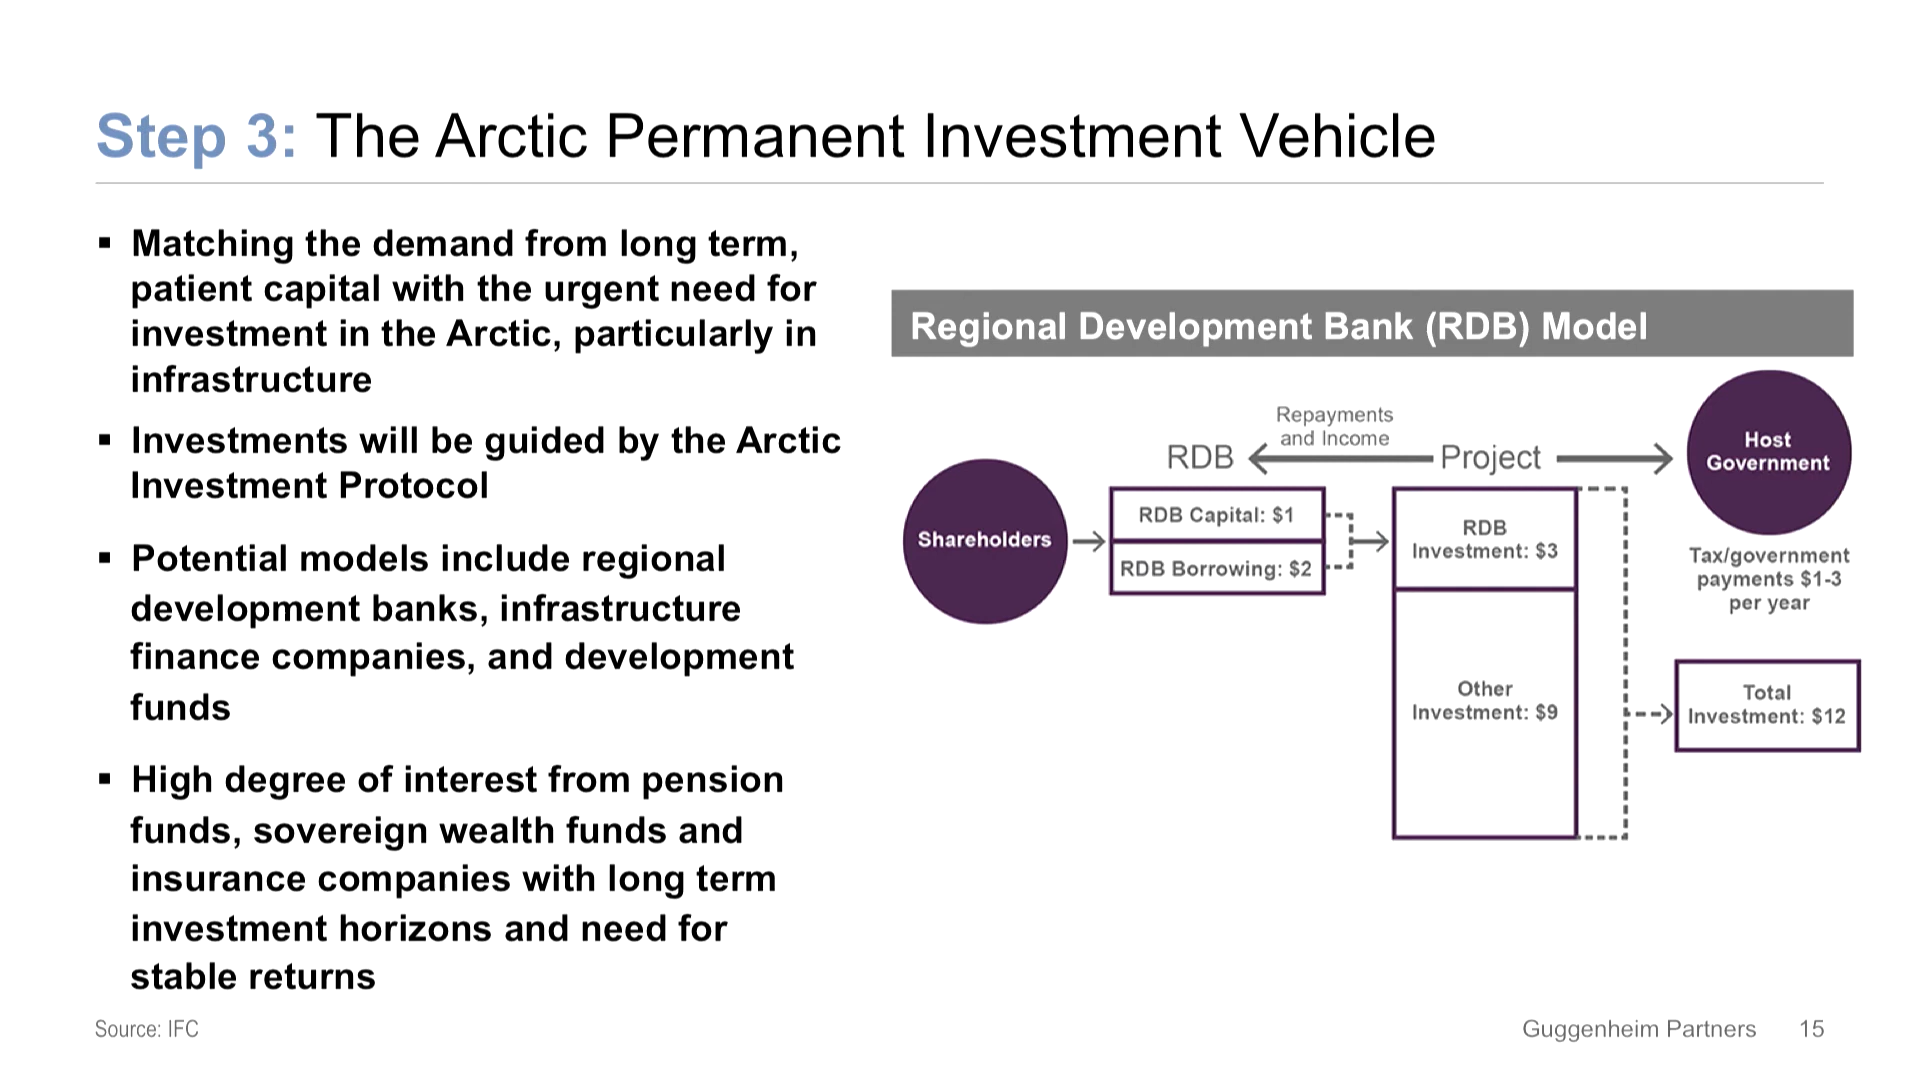 Step 3: The Arctic Permanent Investment Vehicle
▪ Matching the demand from long term,
patient capital with the urgent need for
investment in the Arctic, particularly in
infrastructure
▪ Investments will be guided by the Arctic
Investment Protocol
▪ Potential models include regional
development banks, infrastructure
finance companies, and development
funds
▪ High degree of interest from pension
funds, sovereign wealth funds and
insurance companies with long term
investment horizons and need for
stable returns
Regional Development Bank (RDB) Model
Shareholders
RDB
RDB Capital: $1
RDB Borrowing: $2
Repayments
and Income
Project
RDB
Investment: $3
Other
Investment: $9
Host
Government
Tax/government
payments $1-3
per year
Total
Investment: $12
Source: IFC
Guggenheim Partners 15